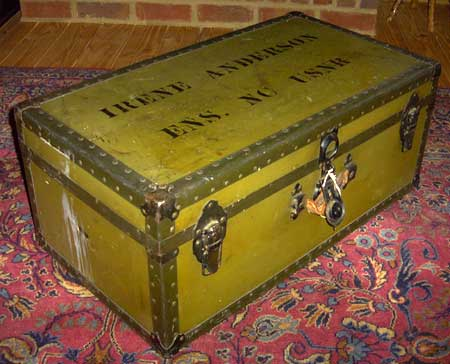 IRENE ANDERSON
ENS. NC USNR